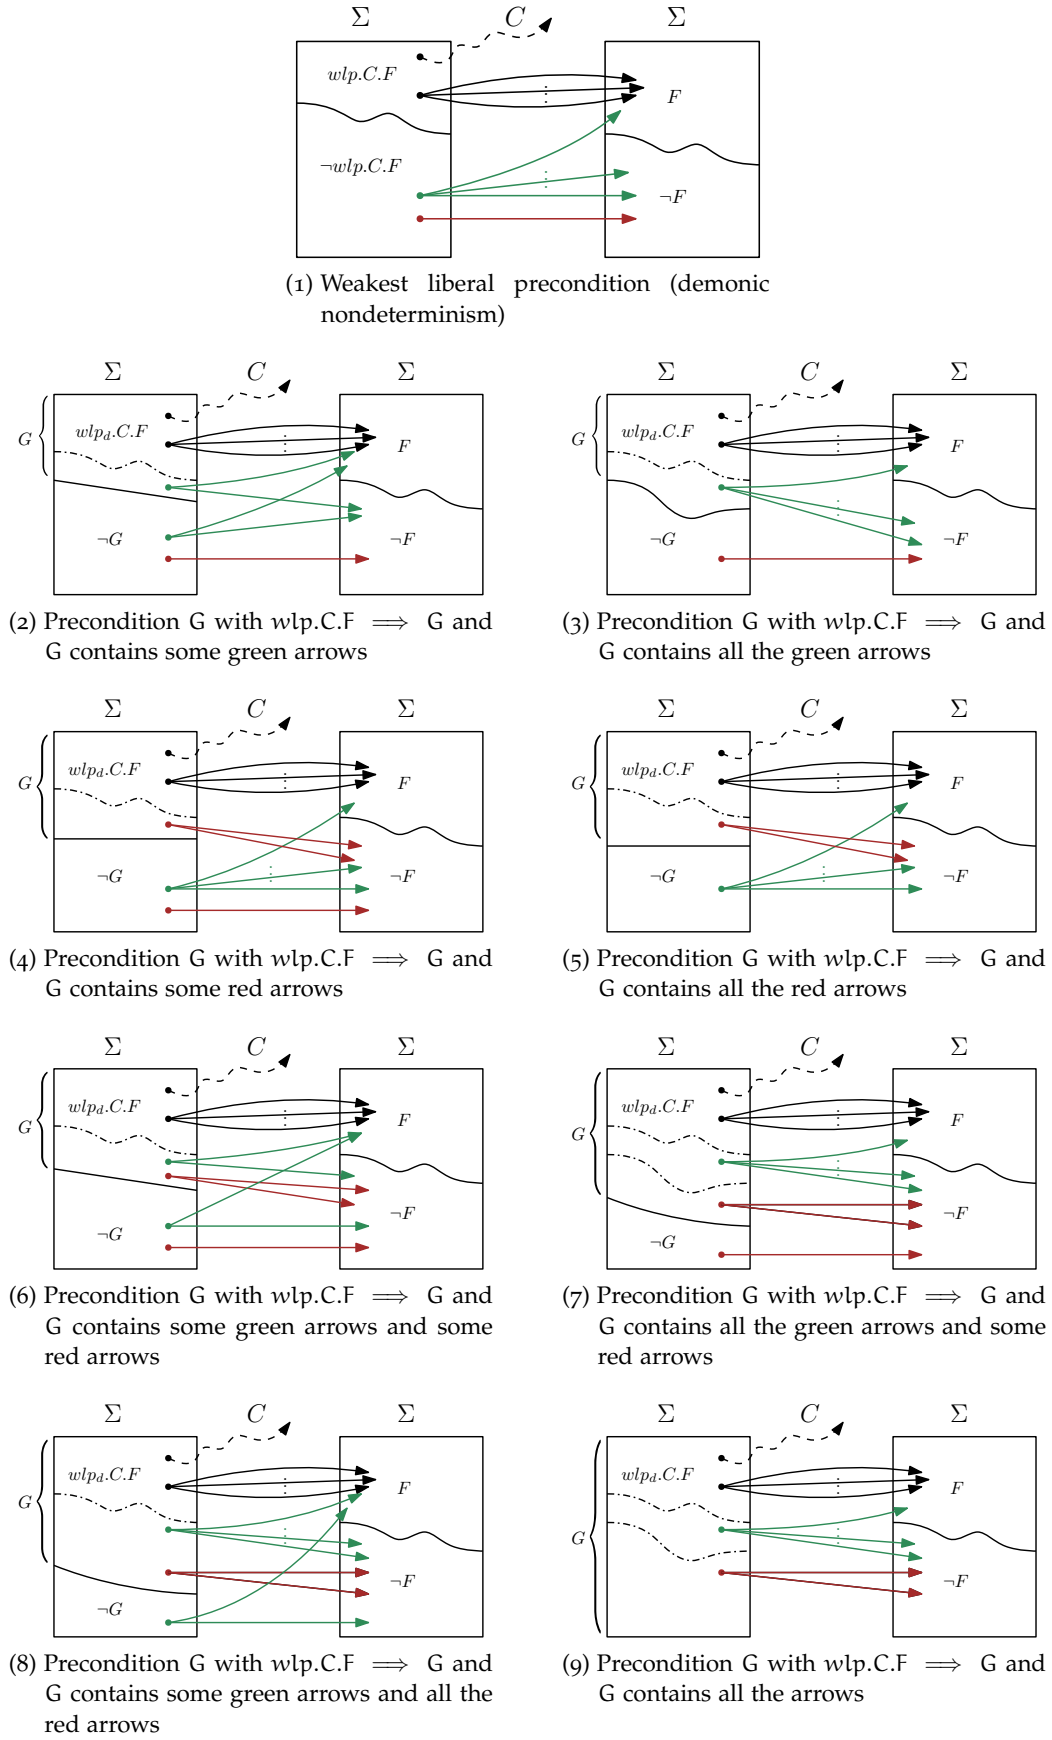 Σ C
wlp.C.F
F
¬wlp.C.F
¬F
(1) Weakest liberal precondition (demonic
nondeterminism)
Σ C Σ
G wlp_d.C.F F
¬G ¬F
(2) Precondition G with wlp.C.F ⟹ G and
G contains some green arrows
Σ C Σ
G wlp_d.C.F F
¬G ¬F
(3) Precondition G with wlp.C.F ⟹ G and
G contains all the green arrows
Σ C Σ
G wlp_d.C.F F
¬G ¬F
(4) Precondition G with wlp.C.F ⟹ G and
G contains some red arrows
Σ C Σ
G wlp_d.C.F F
¬G ¬F
(5) Precondition G with wlp.C.F ⟹ G and
G contains all the red arrows
Σ C Σ
wlp_d.C.F F
G
¬G ¬F
(6) Precondition G with wlp.C.F ⟹ G and
G contains some green arrows and some
red arrows
Σ C Σ
wlp_d.C.F F
G
¬G ¬F
(7) Precondition G with wlp.C.F ⟹ G and
G contains all the green arrows and some
red arrows
Σ C Σ
wlp_d.C.F F
G
¬G ¬F
(8) Precondition G with wlp.C.F ⟹ G and
G contains some green arrows and all the
red arrows
Σ C Σ
wlp_d.C.F F
G
¬F
(9) Precondition G with wlp.C.F ⟹ G and
G contains all the arrows